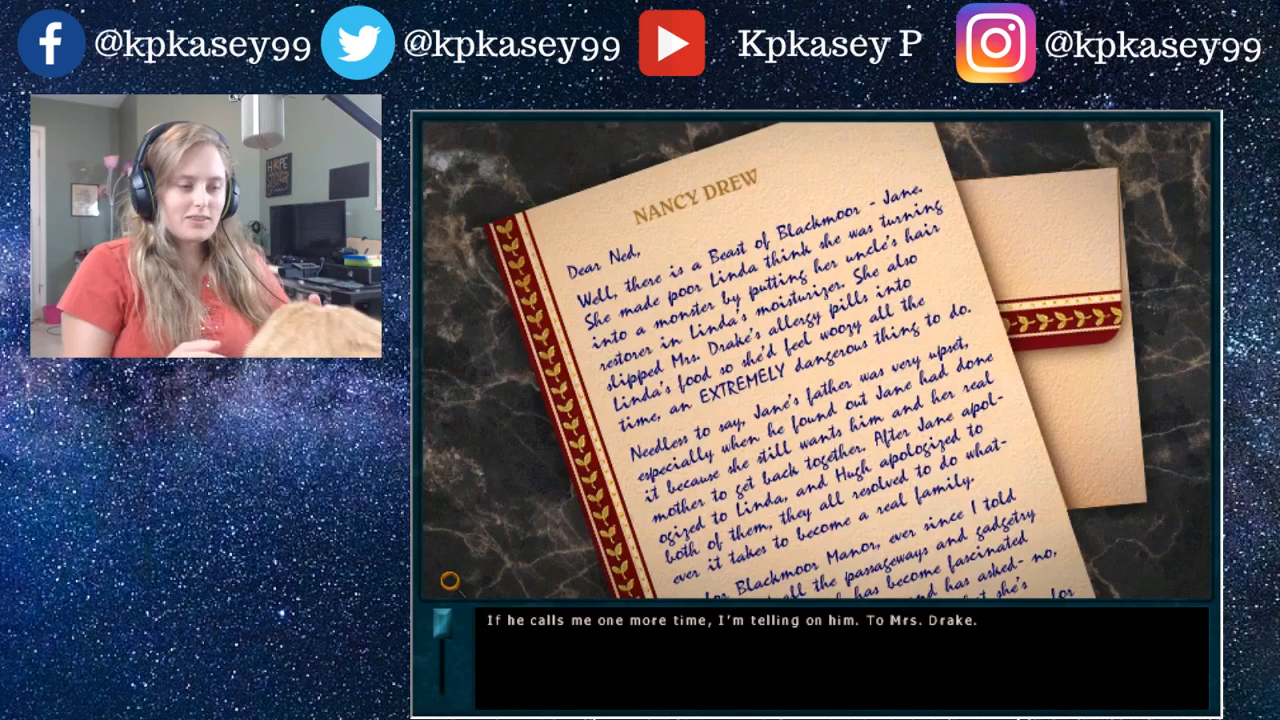 @kpkasey99 @kpkasey99 Kpkasey P @kpkasey99
NANCY DREW
Dear Ned,
Well, there is a Beast of Blackmoor - Jane.
She made poor Linda think she was turning
into a monster by putting her uncle's hair
restorer in Linda's moisturizer. She also
slipped Mrs. Drake's allergy pills into
Linda's food so she'd feel woozy all the
time, an EXTREMELY dangerous thing to do.
Needless to say, Jane's father was very upset,
especially when he found out Jane had done
it because she still wants him and her real
mother to get back together. After Jane apol-
ogized to Linda, and Hugh apologized to
both of them, they all resolved to do what-
ever it takes to become a real family.
for Blackmoor Manor, ever since I told
all the passageways and gadgetry
has become fascinated
and has asked- no,
she's
for
If he calls me one more time, I'm telling on him. To Mrs. Drake.